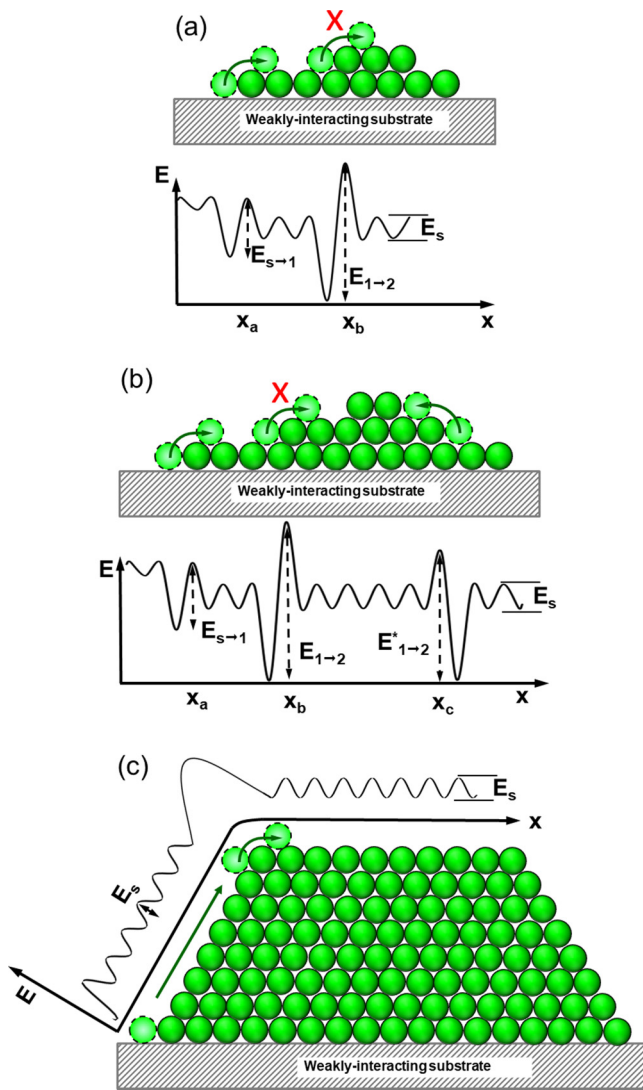 (a)
X
Weakly-interacting substrate
E
Es→1
E1→2
Es
xa
xb
x
(b)
X
Weakly-interacting substrate
E
Es→1
E1→2
E*1→2
Es
xa
xb
xc
x
(c)
Es
x
Es
E
Weakly-interacting substrate